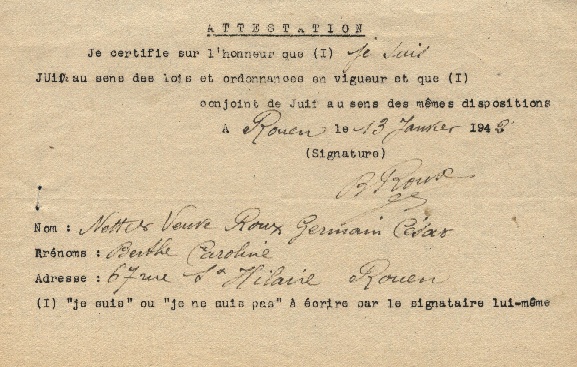 ATTESTATION
Je certifie sur l'honneur que (I) je suis
JUif au sens des lois et ordonnances en vigueur et que (I)
conjoint de Juif au sens des mêmes dispositions
A Rouen le 13 Janvier 1943
(Signature)
B Roux
Nom : Netter Veuve Roux Germain César
Prénoms : Berthe Caroline
Adresse : 67 rue St Hilaire Rouen
(I) "je suis" ou "je ne suis pas" A écrire par le signataire lui-même